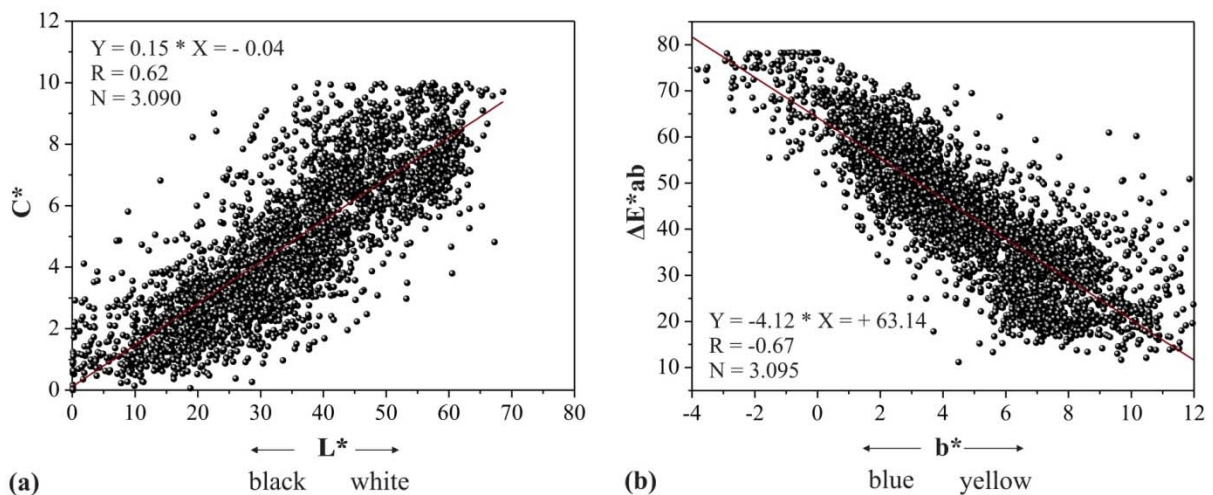 12
10
8
6
4
2
0
C*
Y = 0.15 * X = - 0.04
R = 0.62
N = 3.090
0 10 20 30 40 50 60 70 80
L*
black white
(a)
80
70
60
50
40
30
20
10
ΔE*ab
Y = -4.12 * X = + 63.14
R = -0.67
N = 3.095
-4 -2 0 2 4 6 8 10 12
b*
blue yellow
(b)